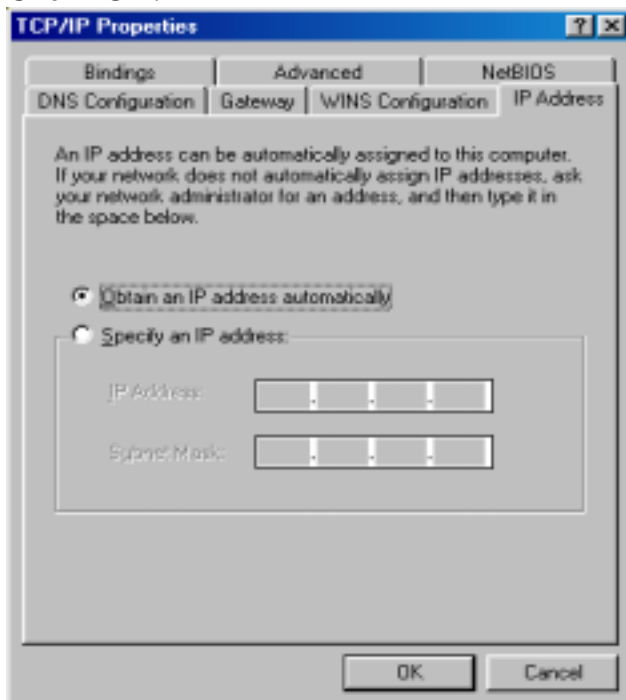 TCP/IP Properties
Bindings Advanced NetBIOS
DNS Configuration Gateway WINS Configuration IP Address
An IP address can be automatically assigned to this computer.
If your network does not automatically assign IP addresses, ask
your network administrator for an address, and then type it in
the space below.
Obtain an IP address automatically
Specify an IP address:
IP Address:
Subnet Mask:
OK
Cancel